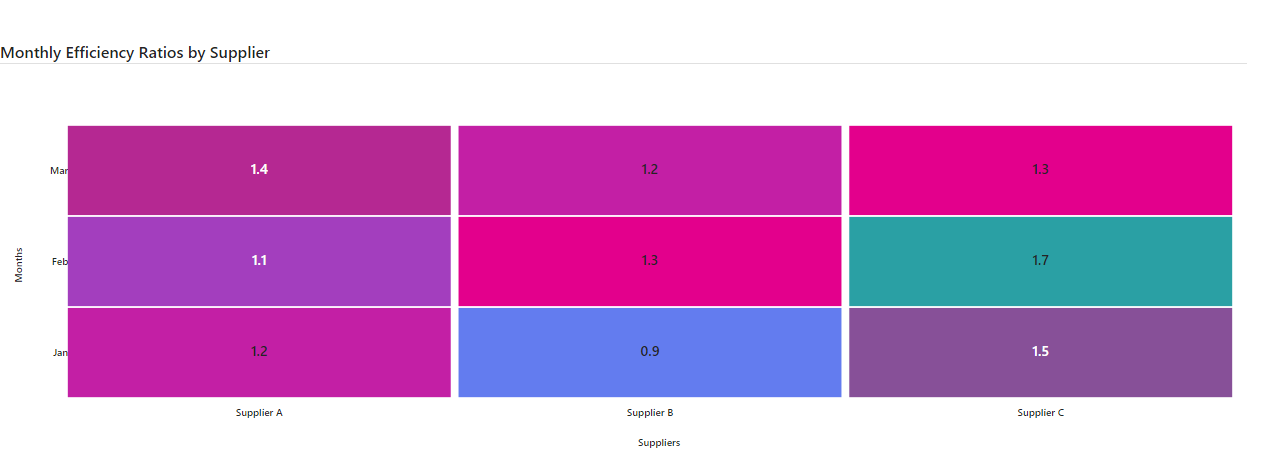 Monthly Efficiency Ratios by Supplier
Mar 1.4 1.2 1.3
Months
Feb 1.1 1.3 1.7
Jan 1.2 0.9 1.5
Supplier A Supplier B Supplier C
Suppliers